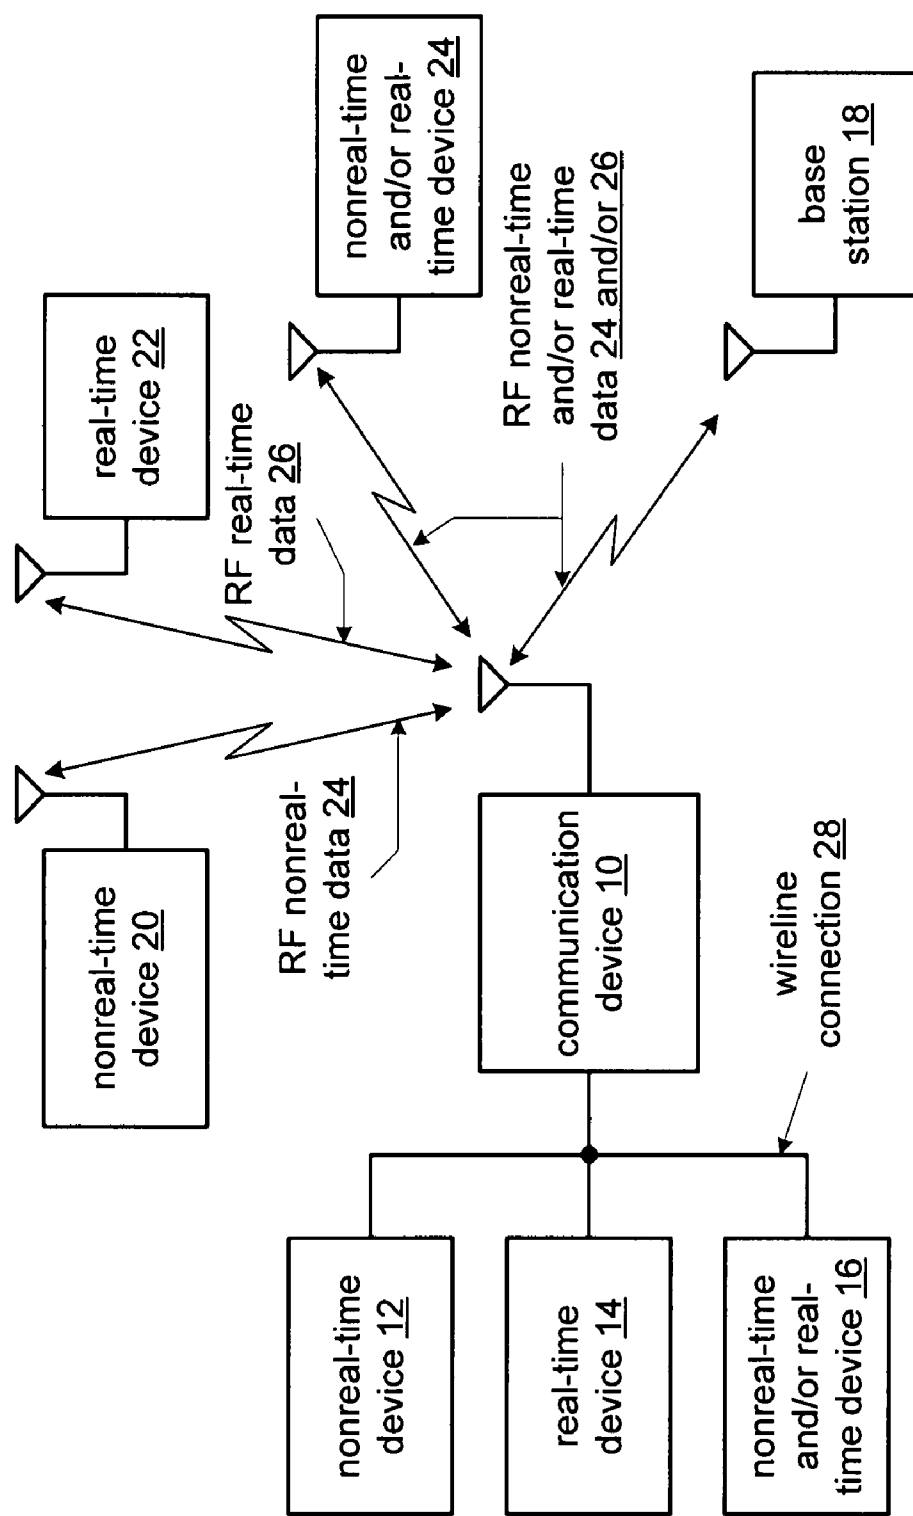 nonreal-time
device 20
real-time
device 22
RF nonreal-
time data 24
RF real-time
data 26
nonreal-time
and/or real-
time device 24
nonreal-time
device 12
real-time
device 14
nonreal-time
and/or real-
time device 16
communication
device 10
RF nonreal-time
and/or real-time
data 24 and/or 26
wireline
connection 28
base
station 18